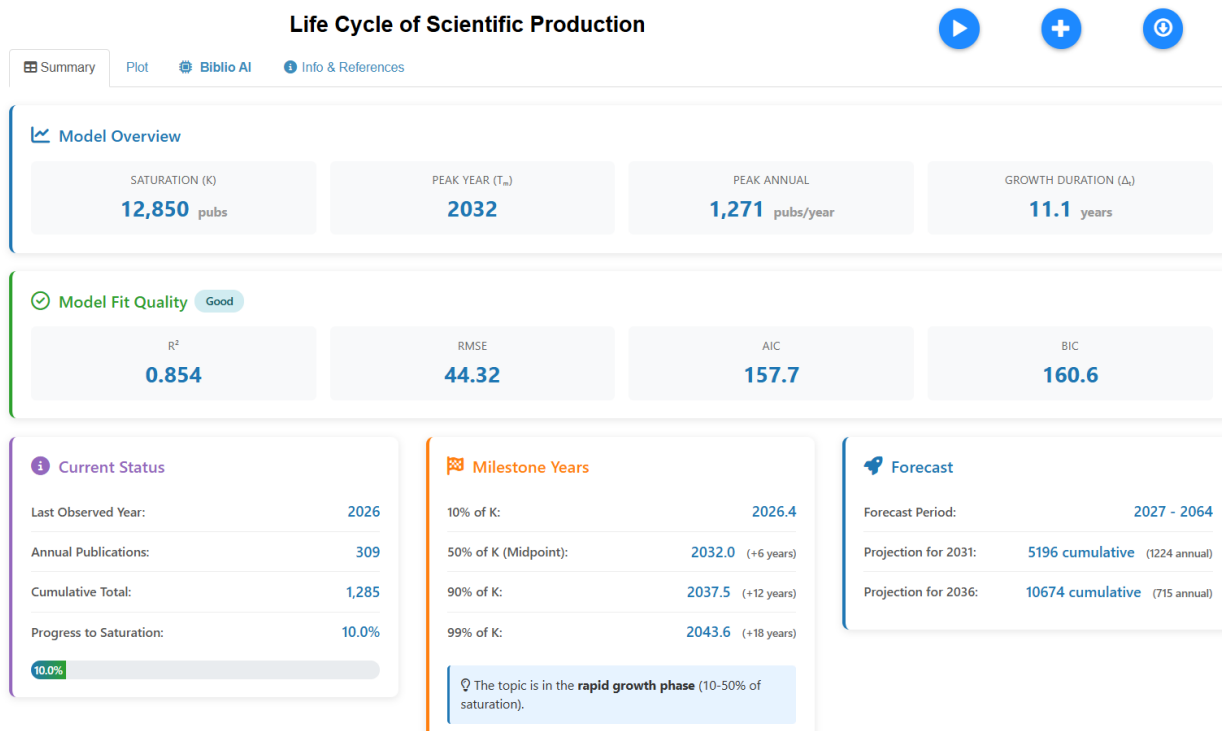 Life Cycle of Scientific Production
Summary Plot Biblio AI Info & References
Model Overview
SATURATION (K) PEAK YEAR (Tₘ) PEAK ANNUAL GROWTH DURATION (Δₜ)
12,850 pubs 2032 1,271 pubs/year 11.1 years
Model Fit Quality Good
R² RMSE AIC BIC
0.854 44.32 157.7 160.6
Current Status
Last Observed Year: 2026
Annual Publications: 309
Cumulative Total: 1,285
Progress to Saturation: 10.0%
10.0%
Milestone Years
10% of K: 2026.4
50% of K (Midpoint): 2032.0 (+6 years)
90% of K: 2037.5 (+12 years)
99% of K: 2043.6 (+18 years)
The topic is in the rapid growth phase (10-50% of
saturation).
Forecast
Forecast Period: 2027 - 2064
Projection for 2031: 5196 cumulative (1224 annual)
Projection for 2036: 10674 cumulative (715 annual)